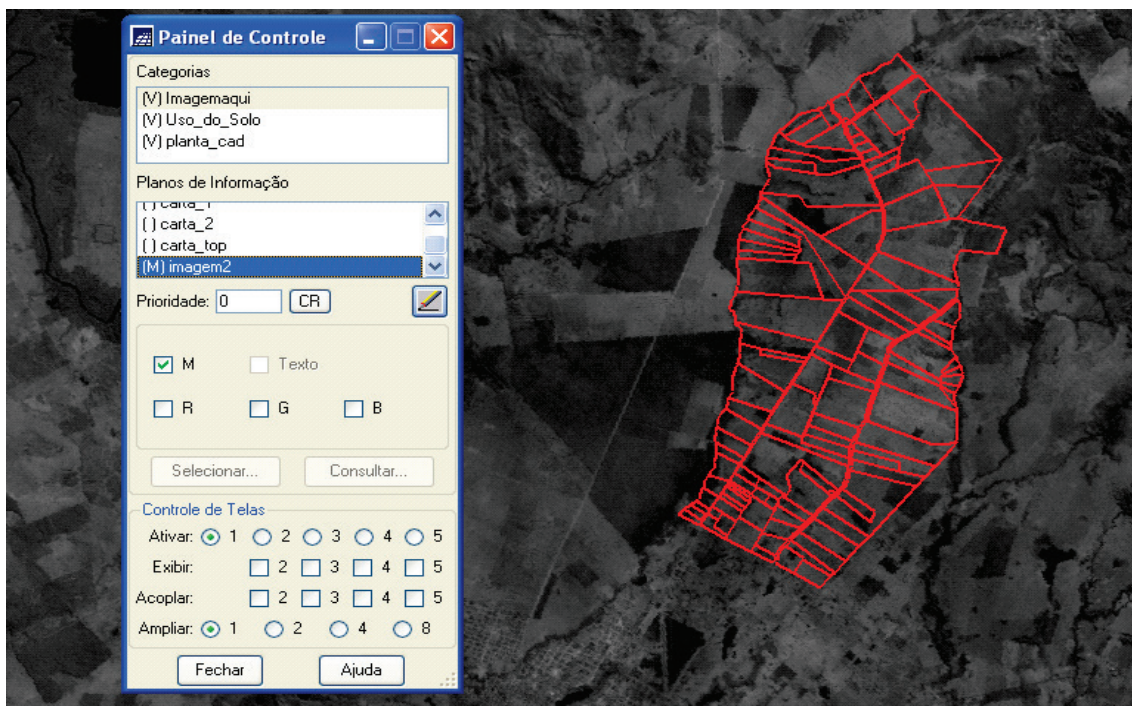 Painel de Controle
Categorias
(V) Imagemaqui
(V) Uso_do_Solo
(V) planta_cad
Planos de Informação
( ) carta_1
( ) carta_2
( ) carta_top
(M) imagem2
Prioridade: 0 CR
M Texto
R G B
Selecionar... Consultar...
Controle de Telas
Ativar: 1 2 3 4 5
Exibir: 2 3 4 5
Acoplar: 2 3 4 5
Ampliar: 1 2 4 8
Fechar Ajuda